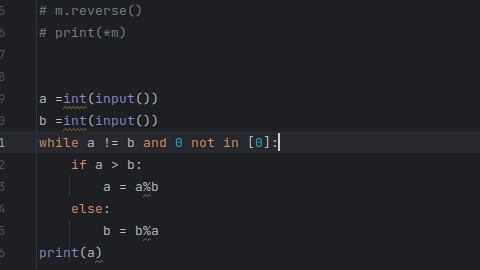 5 # m.reverse()
6 # print(*m)
7
8
9 a =int(input())
0 b =int(input())
1 while a != b and 0 not in [0]:
2     if a > b:
3         a = a%b
4     else:
5         b = b%a
6 print(a)